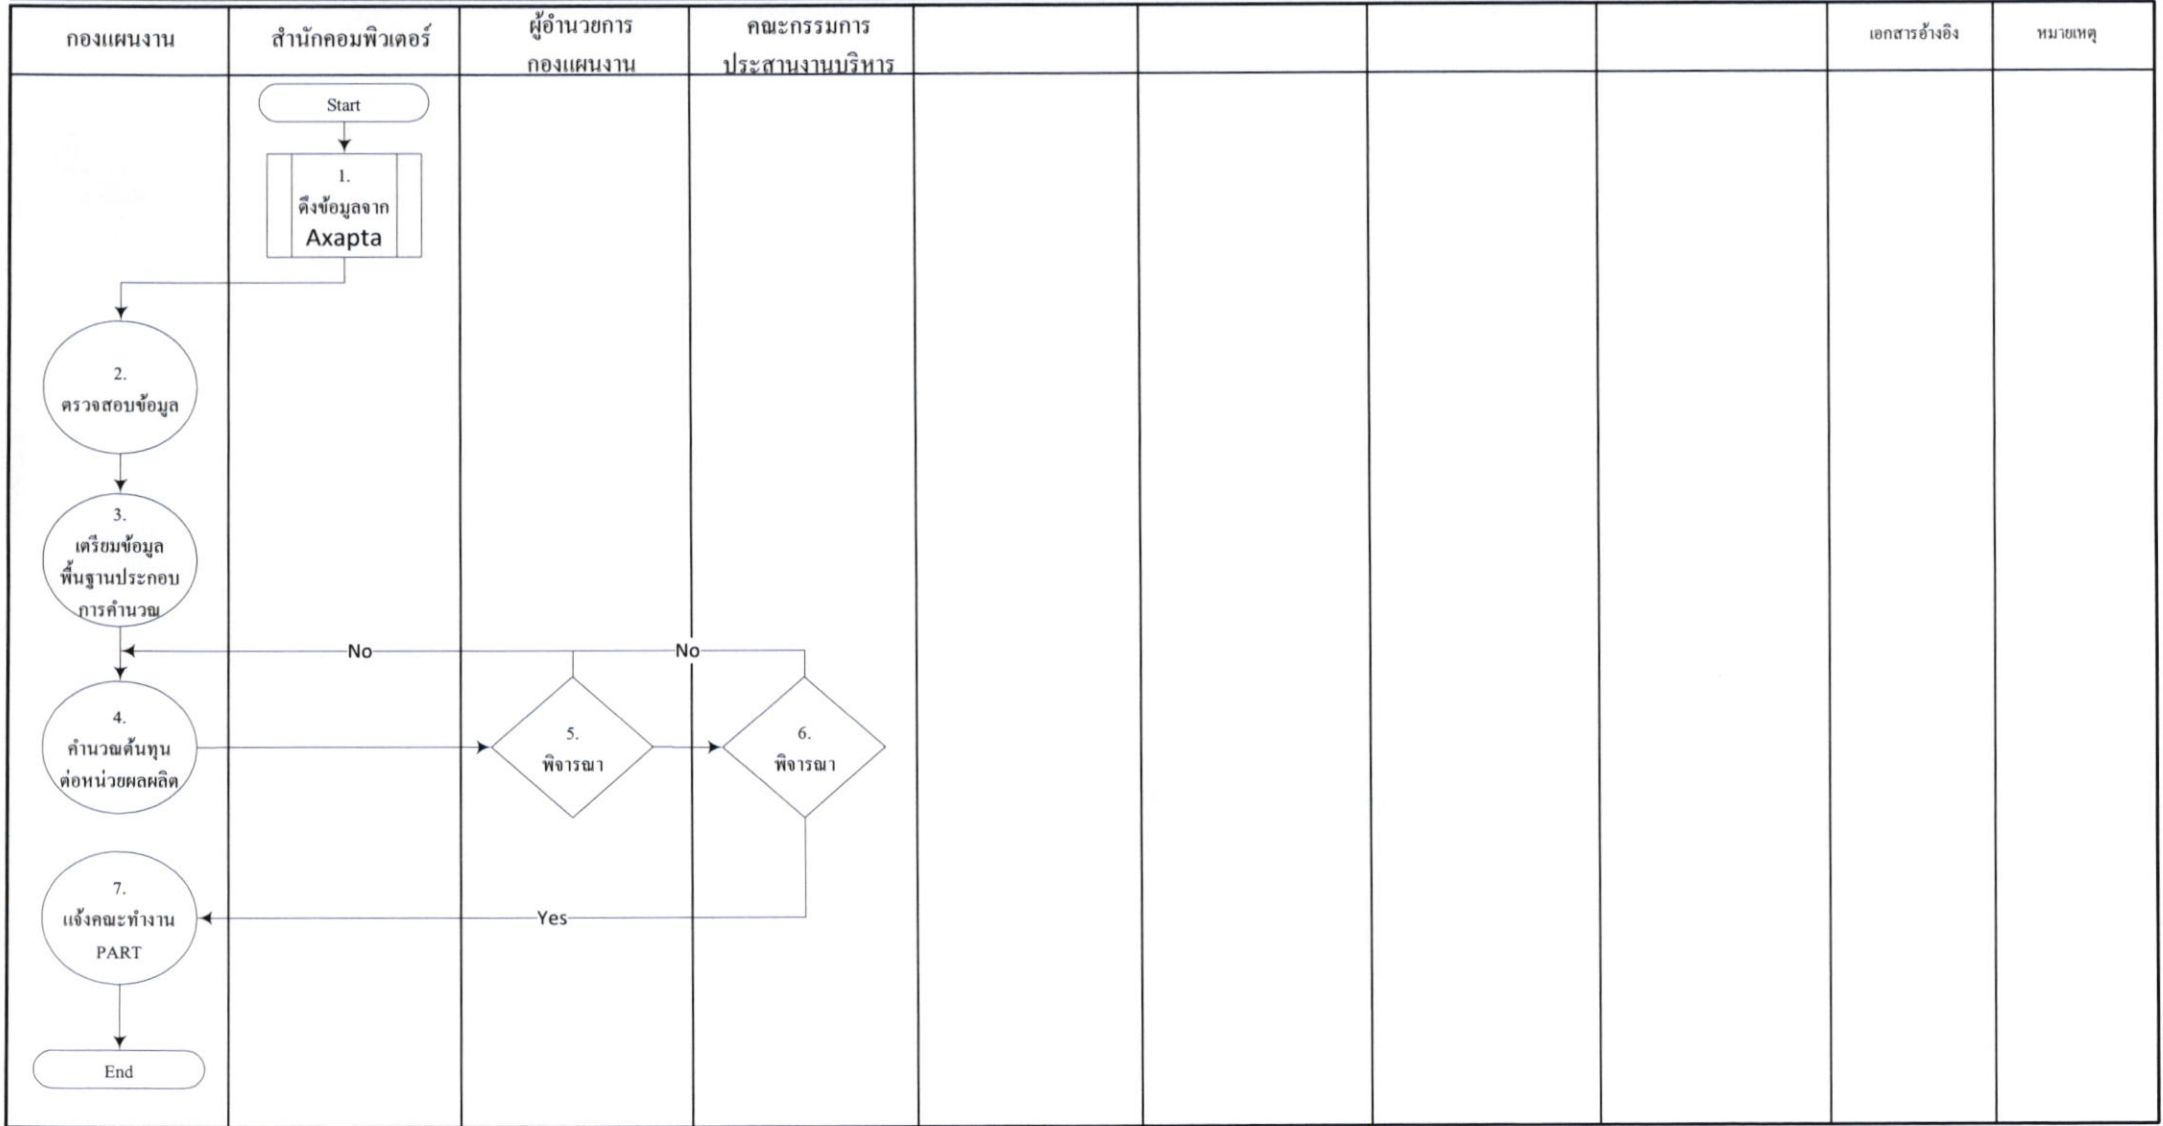 กองแผนงาน
สำนักคอมพิวเตอร์
ผู้อำนวยการ
กองแผนงาน
คณะกรรมการ
ประสานงานบริหาร
เอกสารอ้างอิง
หมายเหตุ
Start
1.
ดึงข้อมูลจาก
Axapta
2.
ตรวจสอบข้อมูล
3.
เตรียมข้อมูล
พื้นฐานประกอบ
การคำนวณ
No
No
4.
คำนวณต้นทุน
ต่อหน่วยผลผลิต
5.
พิจารณา
6.
พิจารณา
7.
แจ้งคณะทำงาน
PART
Yes
End